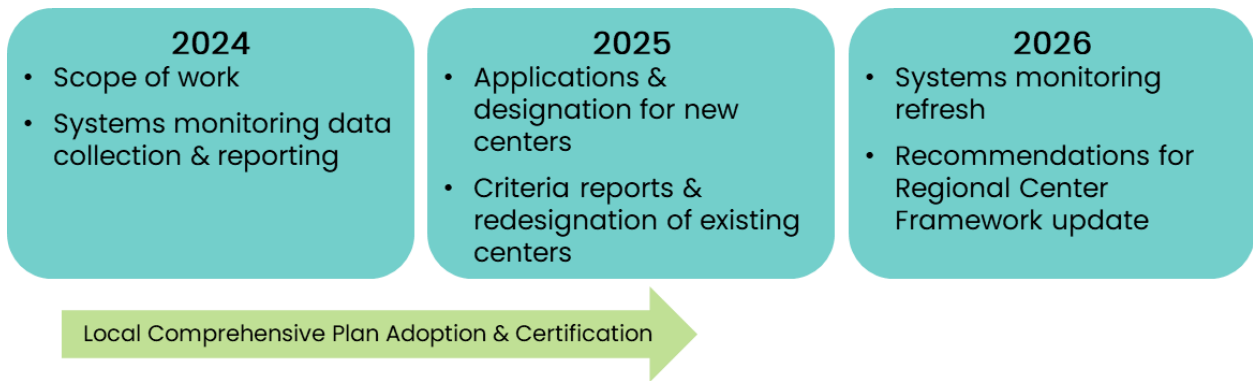 2024
• Scope of work
• Systems monitoring data
collection & reporting
2025
• Applications &
designation for new
centers
• Criteria reports &
redesignation of existing
centers
2026
• Systems monitoring
refresh
• Recommendations for
Regional Center
Framework update
Local Comprehensive Plan Adoption & Certification